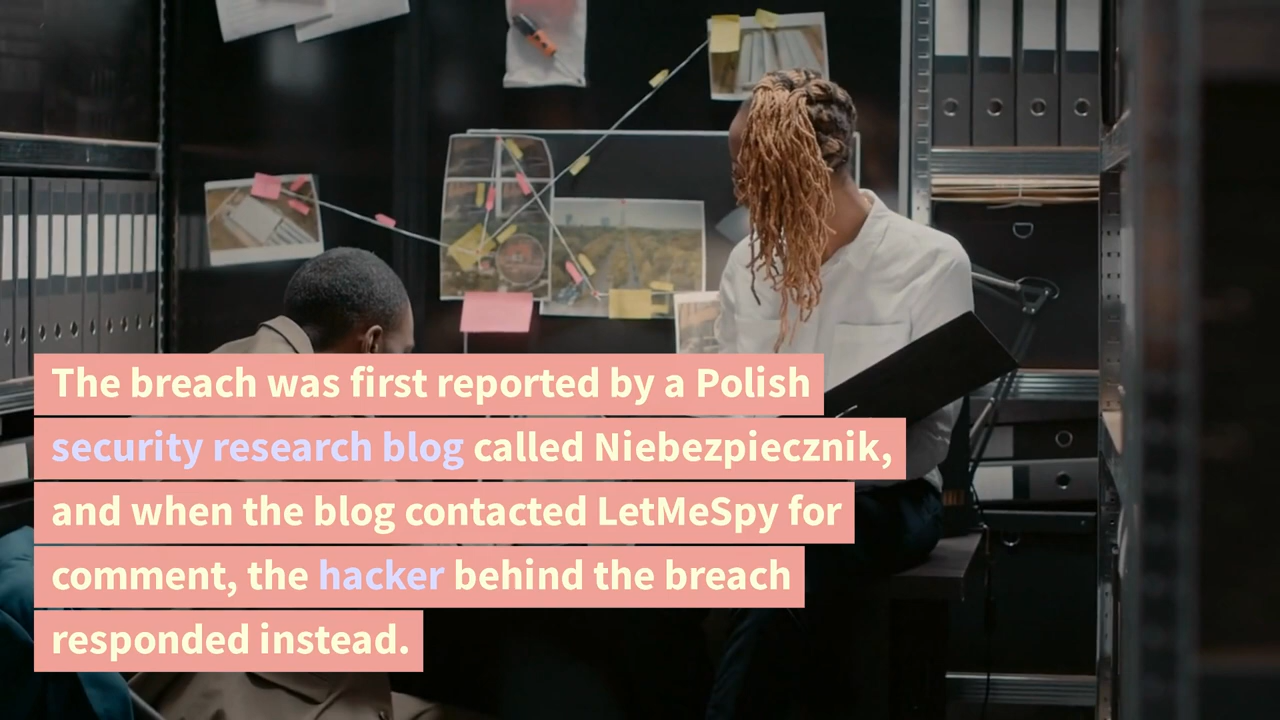 The breach was first reported by a Polish
security research blog called Niebezpiecznik,
and when the blog contacted LetMeSpy for
comment, the hacker behind the breach
responded instead.